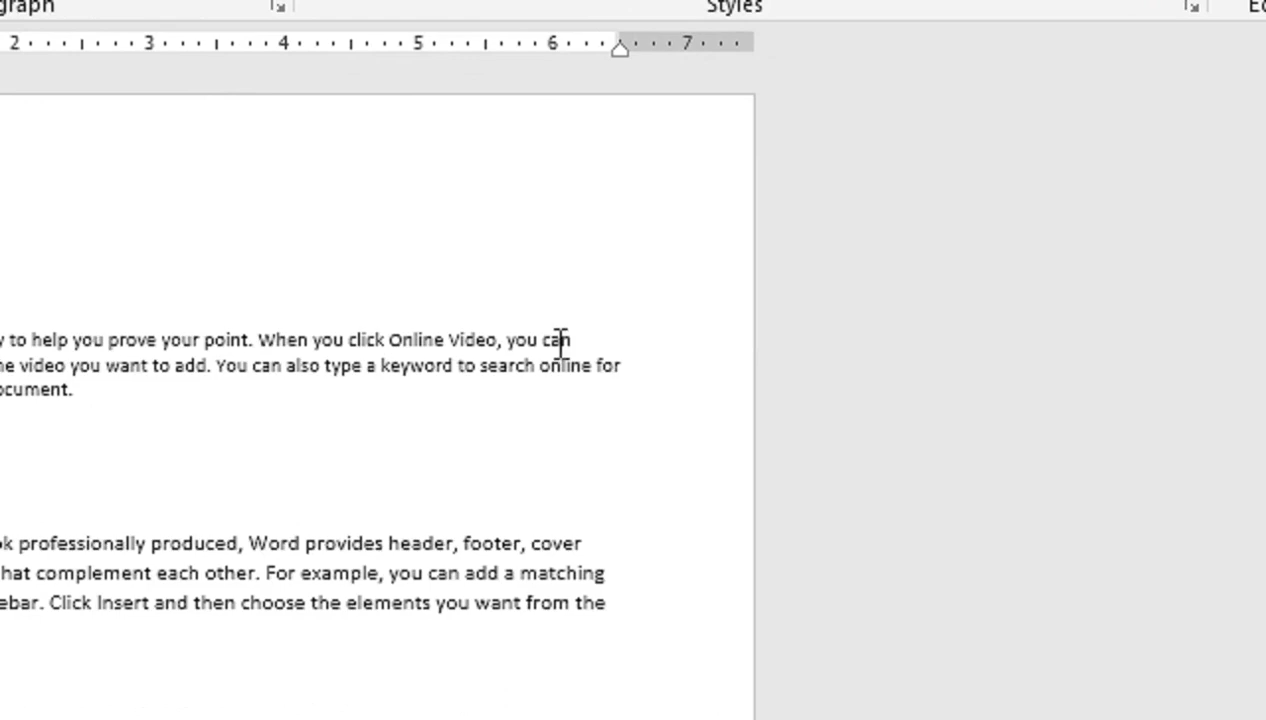 graph Styles
2 3 4 5 6 7
y to help you prove your point. When you click Online Video, you can
ne video you want to add. You can also type a keyword to search online for
ocument.
ok professionally produced, Word provides header, footer, cover
hat complement each other. For example, you can add a matching
ebar. Click Insert and then choose the elements you want from the